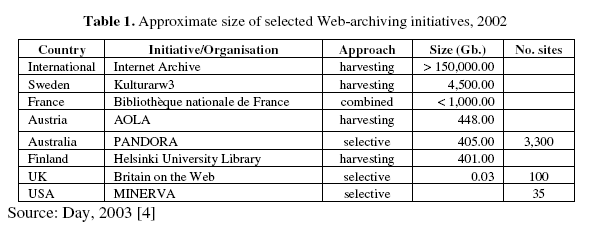 Table 1. Approximate size of selected Web-archiving initiatives, 2002
Country Initiative/Organisation Approach Size (Gb.) No. sites
International Internet Archive harvesting > 150,000.00
Sweden Kulturarw3 harvesting 4,500.00
France Bibliothèque nationale de France combined < 1,000.00
Austria AOLA harvesting 448.00
Australia PANDORA selective 405.00 3,300
Finland Helsinki University Library harvesting 401.00
UK Britain on the Web selective 0.03 100
USA MINERVA selective 35
Source: Day, 2003 [4]